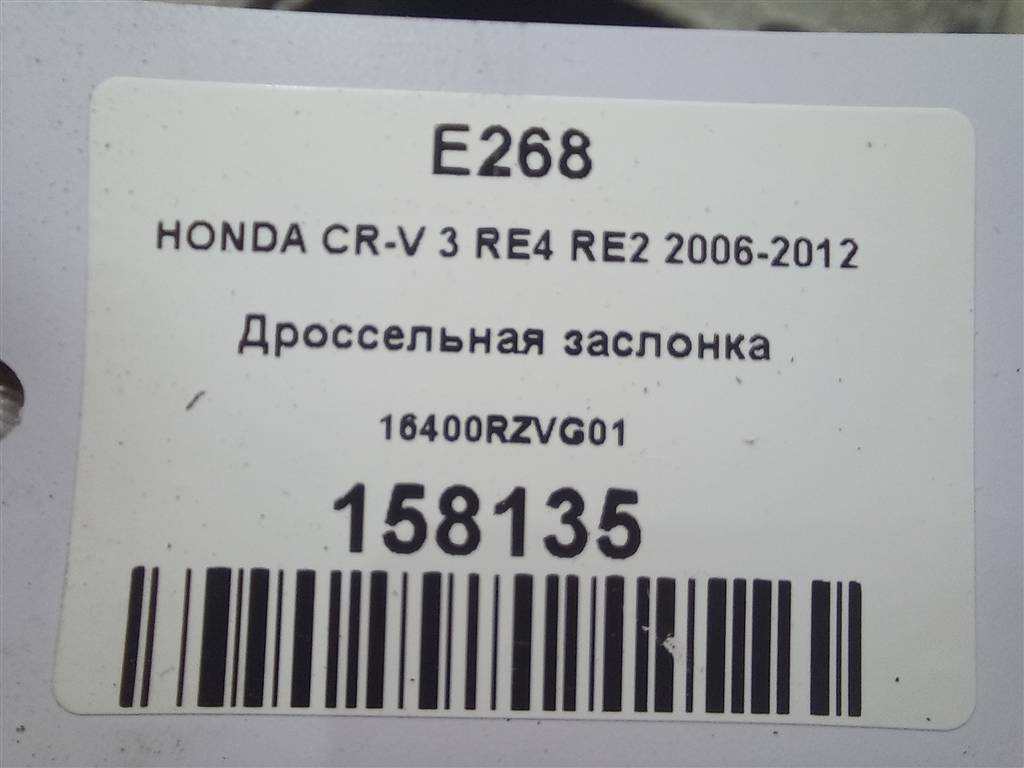 E268
HONDA CR-V 3 RE4 RE2 2006-2012
Дроссельная заслонка
16400RZVG01
158135